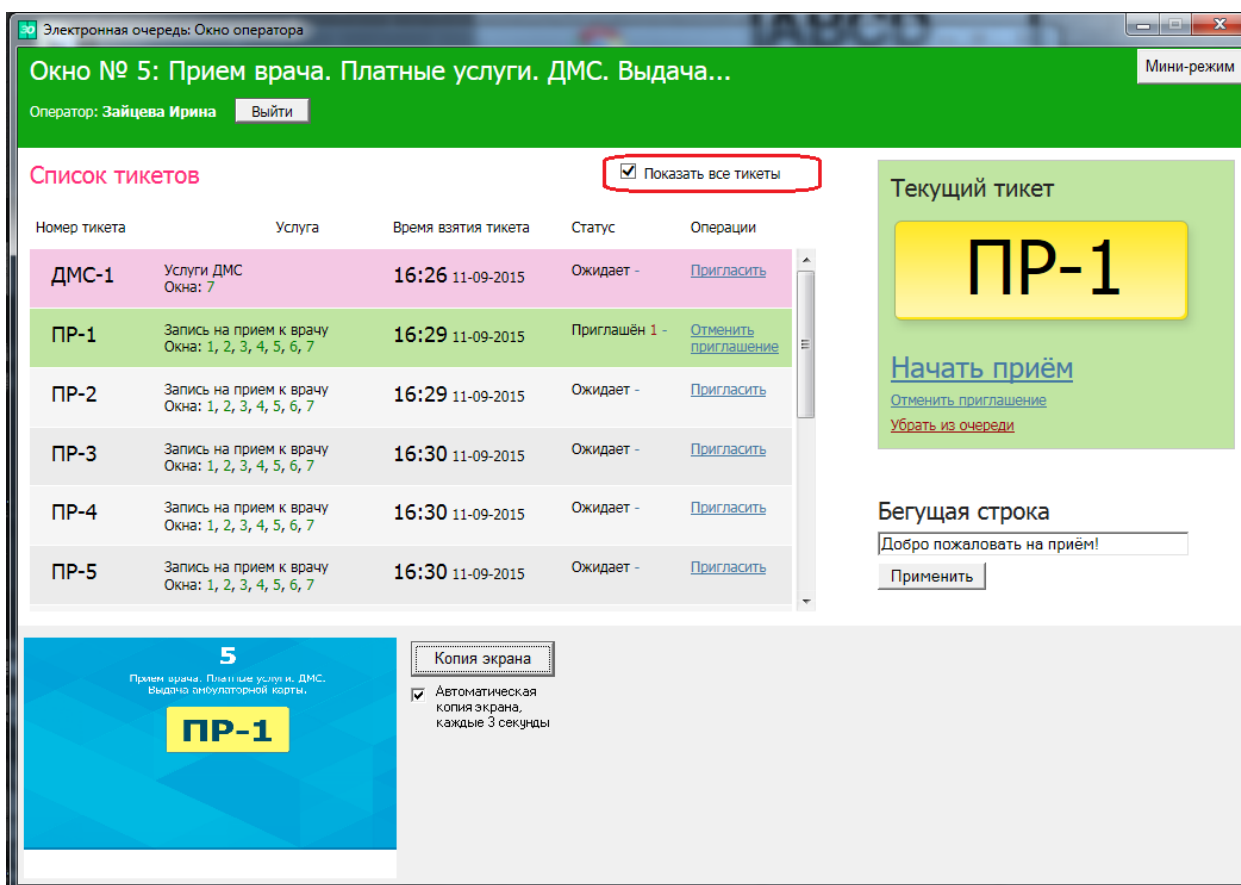 ЭО Электронная очередь: Окно оператора
Окно № 5: Прием врача. Платные услуги. ДМС. Выдача...
Мини-режим
Оператор: Зайцева Ирина Выйти
Список тикетов
Показать все тикеты
Номер тикета Услуга Время взятия тикета Статус Операции
ДМС-1 Услуги ДМС 16:26 11-09-2015 Ожидает - Пригласить
Окна: 7
ПР-1 Запись на прием к врачу 16:29 11-09-2015 Приглашён 1 - Отменить
Окна: 1, 2, 3, 4, 5, 6, 7 приглашение
ПР-2 Запись на прием к врачу 16:29 11-09-2015 Ожидает - Пригласить
Окна: 1, 2, 3, 4, 5, 6, 7
ПР-3 Запись на прием к врачу 16:30 11-09-2015 Ожидает - Пригласить
Окна: 1, 2, 3, 4, 5, 6, 7
ПР-4 Запись на прием к врачу 16:30 11-09-2015 Ожидает - Пригласить
Окна: 1, 2, 3, 4, 5, 6, 7
ПР-5 Запись на прием к врачу 16:30 11-09-2015 Ожидает - Пригласить
Окна: 1, 2, 3, 4, 5, 6, 7
Текущий тикет
ПР-1
Начать приём
Отменить приглашение
Убрать из очереди
Бегущая строка
Добро пожаловать на приём!
Применить
5
Прием врача. Платные услуги. ДМС.
Выдача амбулаторной карты.
ПР-1
Копия экрана
Автоматическая
копия экрана,
каждые 3 секунды